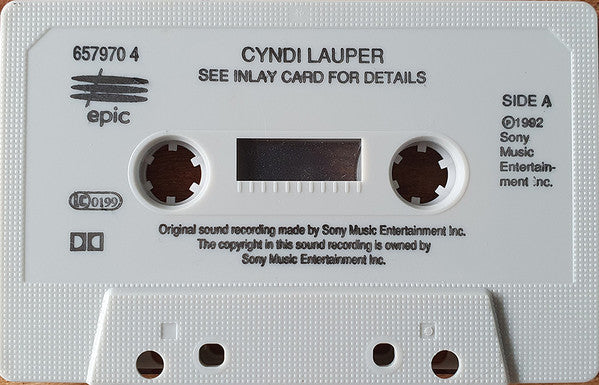 657970 4
CYNDI LAUPER
SEE INLAY CARD FOR DETAILS
epic
SIDE A
℗1992
Sony
Music
Entertain-
ment Inc.
LC 0199
Original sound recording made by Sony Music Entertainment Inc.
The copyright in this sound recording is owned by
Sony Music Entertainment Inc.